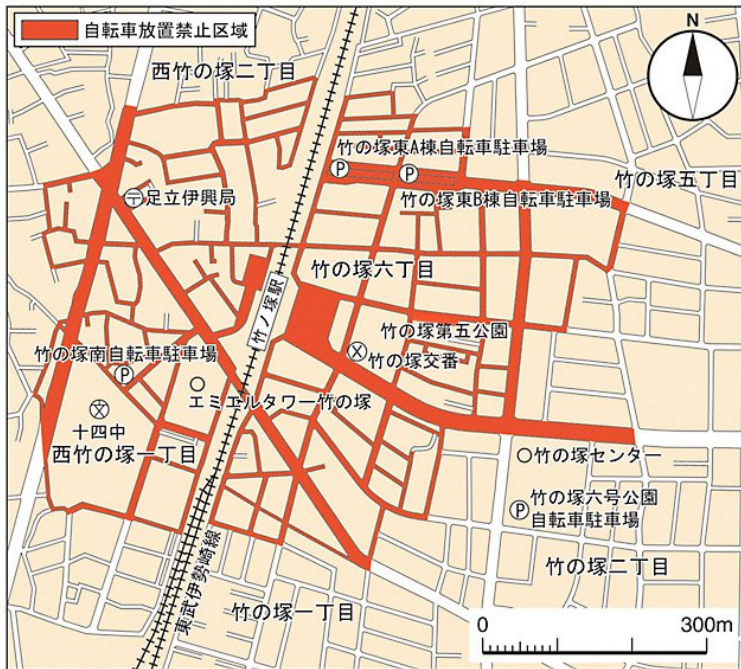 自転車放置禁止区域
N
西竹の塚二丁目
竹の塚東A棟自転車駐車場
P
P
竹の塚五丁目
〒足立伊興局
竹の塚東B棟自転車駐車場
竹の塚六丁目
竹ノ塚駅
竹の塚第五公園
竹の塚南自転車駐車場
P
X竹の塚交番
エミエルタワー竹の塚
文
十四中
西竹の塚一丁目
竹の塚センター
P
竹の塚六号公園
自転車駐車場
東武伊勢崎線
竹の塚二丁目
竹の塚一丁目
0
300m